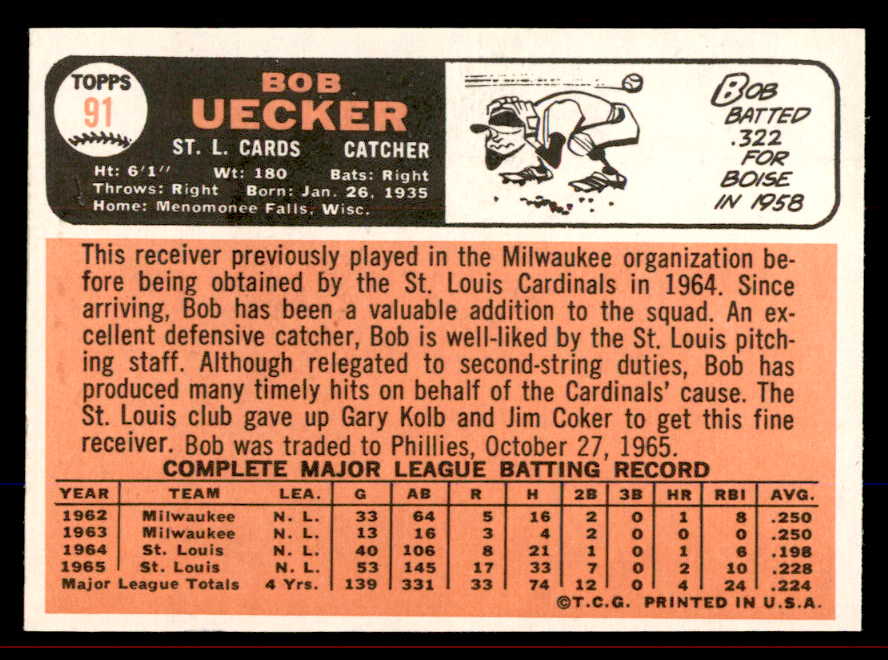 TOPPS
91
BOB
UECKER
ST. L. CARDS CATCHER
Ht: 6'1" Wt: 180 Bats: Right
Throws: Right Born: Jan. 26, 1935
Home: Menomonee Falls, Wisc.
BOB
BATTED
.322
FOR
BOISE
IN 1958
This receiver previously played in the Milwaukee organization be-
fore being obtained by the St. Louis Cardinals in 1964. Since
arriving, Bob has been a valuable addition to the squad. An ex-
cellent defensive catcher, Bob is well-liked by the St. Louis pitch-
ing staff. Although relegated to second-string duties, Bob has
produced many timely hits on behalf of the Cardinals' cause. The
St. Louis club gave up Gary Kolb and Jim Coker to get this fine
receiver. Bob was traded to Phillies, October 27, 1965.
COMPLETE MAJOR LEAGUE BATTING RECORD
YEAR TEAM LEA. G AB R H 2B 3B HR RBI AVG.
1962 Milwaukee N. L. 33 64 5 16 2 0 1 8 .250
1963 Milwaukee N. L. 13 16 3 4 2 0 0 0 .250
1964 St. Louis N. L. 40 106 8 21 1 0 1 6 .198
1965 St. Louis N. L. 53 145 17 33 7 0 2 10 .228
Major League Totals 4 Yrs. 139 331 33 74 12 0 4 24 .224
©T.C.G. PRINTED IN U.S.A.